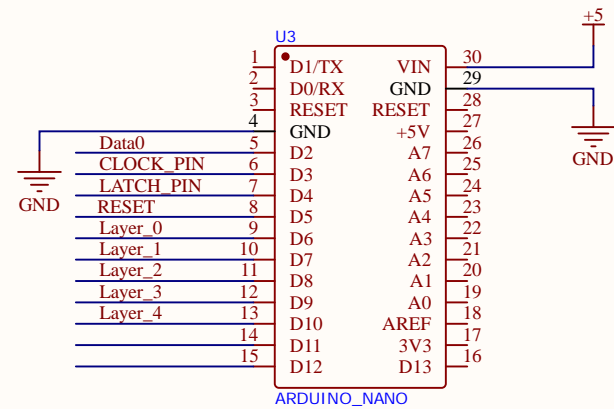 +5
U3
1 D1/TX VIN 30
2 D0/RX GND 29
3 RESET RESET 28
4 GND +5V 27
Data0 5 D2 A7 26
CLOCK_PIN 6 D3 A6 25
LATCH_PIN 7 D4 A5 24
RESET 8 D5 A4 23
Layer_0 9 D6 A3 22
Layer_1 10 D7 A2 21
Layer_2 11 D8 A1 20
Layer_3 12 D9 A0 19
Layer_4 13 D10 AREF 18
14 D11 3V3 17
15 D12 D13 16
GND
GND
ARDUINO_NANO